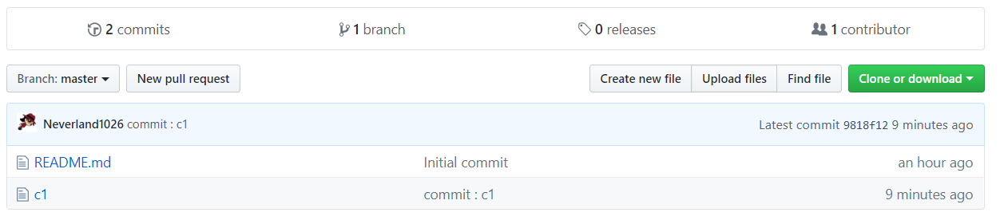 2 commits 1 branch 0 releases 1 contributor
Branch: master New pull request Create new file Upload files Find file Clone or download
Neverland1026 commit : c1 Latest commit 9818f12 9 minutes ago
README.md Initial commit an hour ago
c1 commit : c1 9 minutes ago